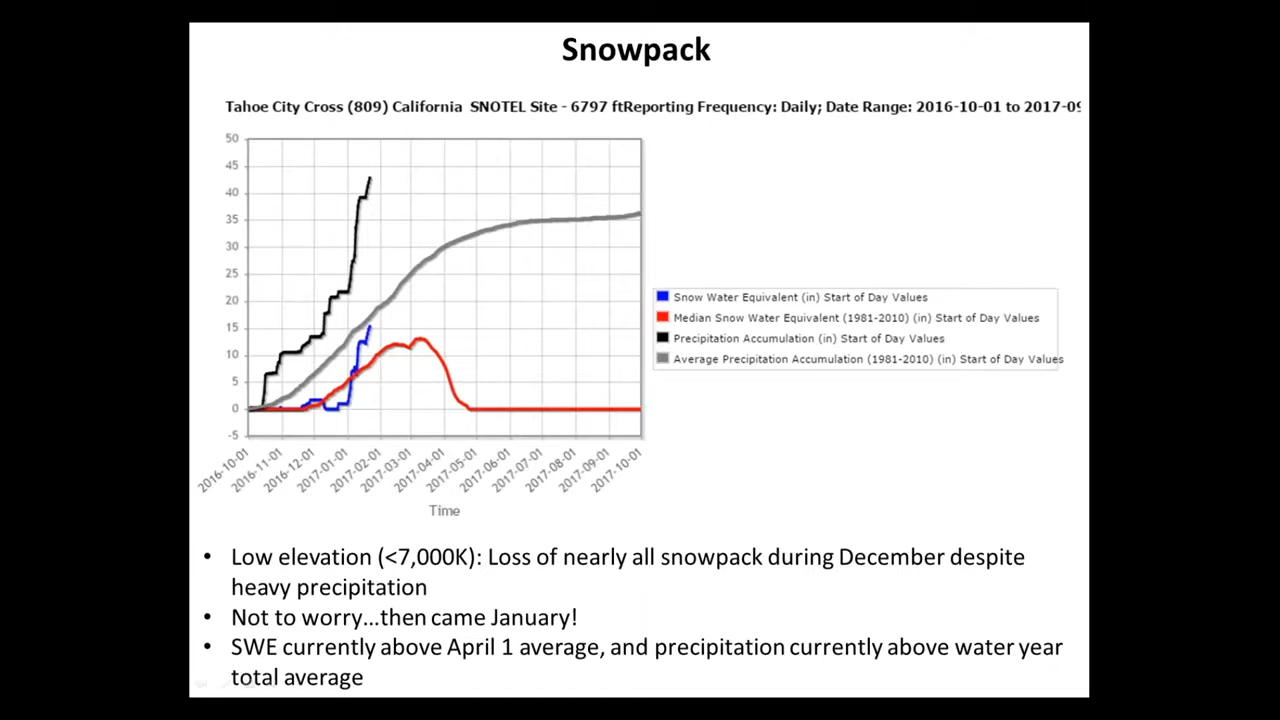 Snowpack
Tahoe City Cross (809) California SNOTEL Site - 6797 ftReporting Frequency: Daily; Date Range: 2016-10-01 to 2017-09
50
45
40
35
30
25
20
15
10
5
0
-5
2016-10-01
2016-11-01
2016-12-01
2017-01-01
2017-02-01
2017-03-01
2017-04-01
2017-05-01
2017-06-01
2017-07-01
2017-08-01
2017-09-01
2017-10-01
Time
Snow Water Equivalent (in) Start of Day Values
Median Snow Water Equivalent (1981-2010) (in) Start of Day Values
Precipitation Accumulation (in) Start of Day Values
Average Precipitation Accumulation (1981-2010) (in) Start of Day Values
• Low elevation (<7,000K): Loss of nearly all snowpack during December despite
heavy precipitation
• Not to worry...then came January!
• SWE currently above April 1 average, and precipitation currently above water year
total average